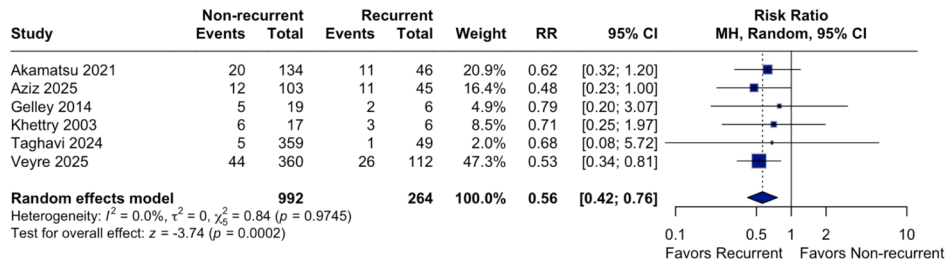 Non-recurrent Recurrent Risk Ratio
Study Events Total Events Total Weight RR 95% CI MH, Random, 95% CI
Akamatsu 2021 20 134 11 46 20.9% 0.62 [0.32; 1.20]
Aziz 2025 12 103 11 45 16.4% 0.48 [0.23; 1.00]
Gelley 2014 5 19 2 6 4.9% 0.79 [0.20; 3.07]
Khettry 2003 6 17 3 6 8.5% 0.71 [0.25; 1.97]
Taghavi 2024 5 359 1 49 2.0% 0.68 [0.08; 5.72]
Veyre 2025 44 360 26 112 47.3% 0.53 [0.34; 0.81]
Random effects model 992 264 100.0% 0.56 [0.42; 0.76]
Heterogeneity: I² = 0.0%, τ² = 0, χ²₅ = 0.84 (p = 0.9745)
Test for overall effect: z = -3.74 (p = 0.0002)
0.1 0.5 1 2 10
Favors Recurrent Favors Non-recurrent